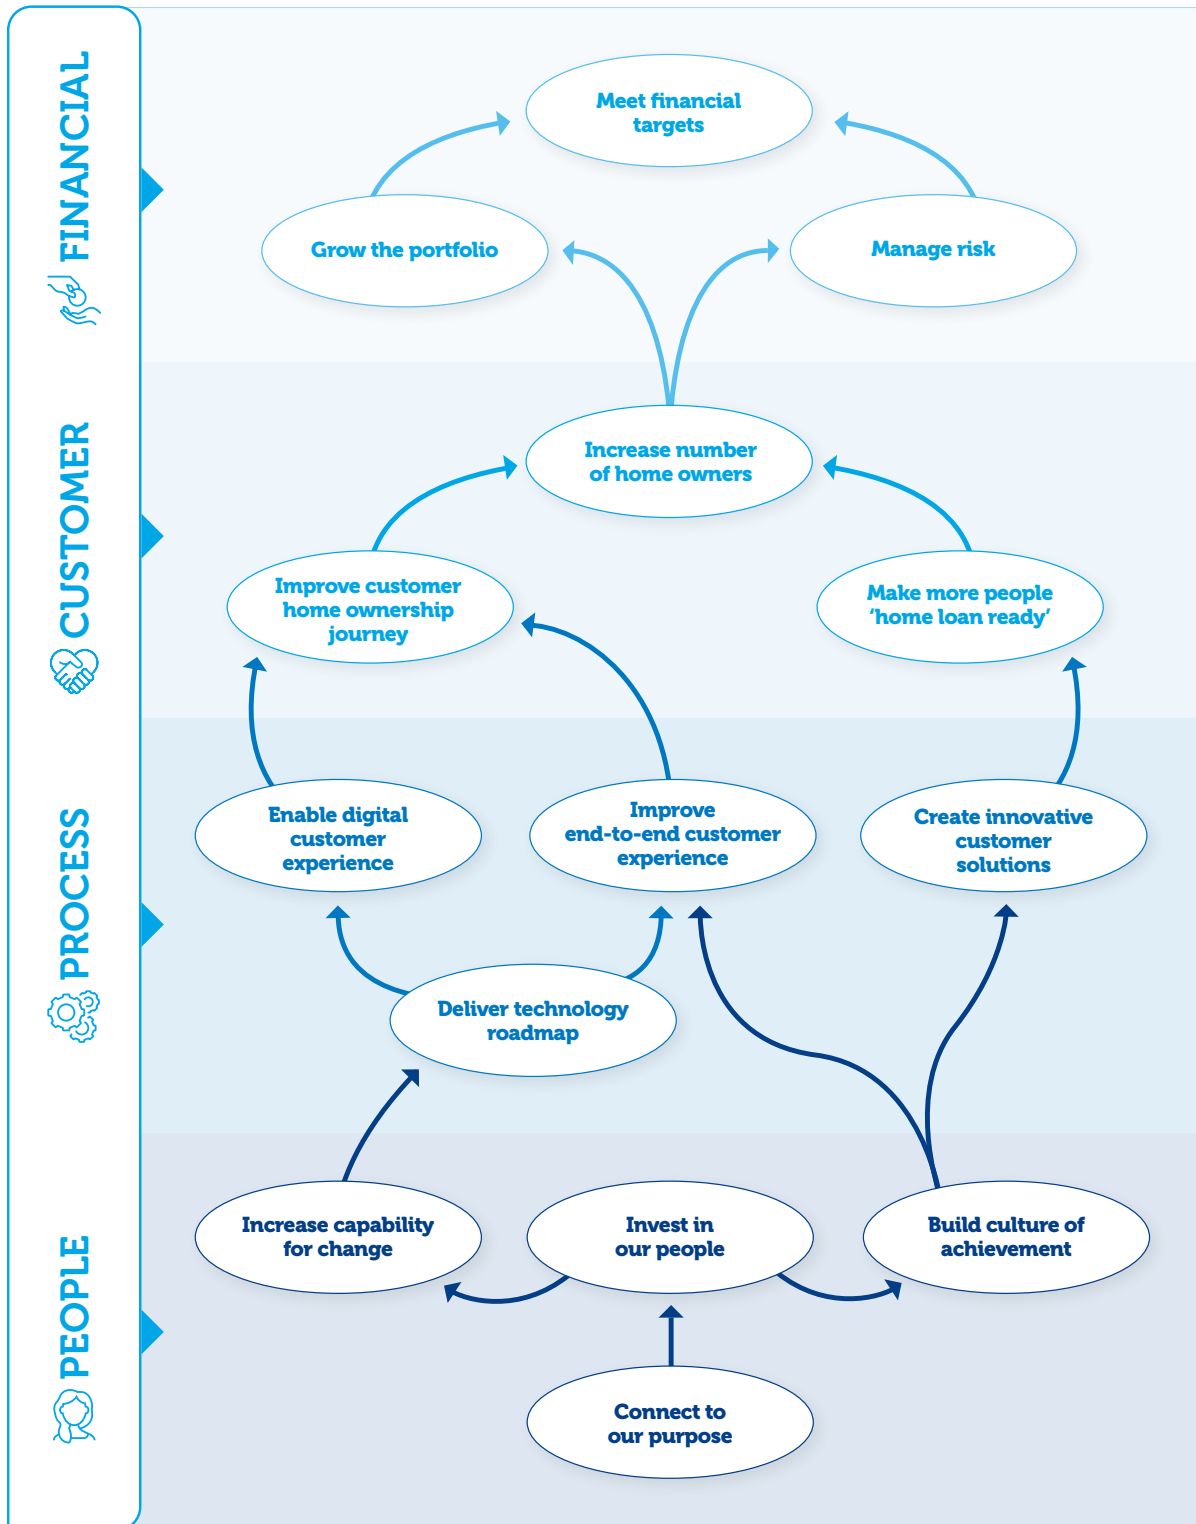 FINANCIAL
Meet financial
targets
Grow the portfolio
Manage risk
CUSTOMER
Increase number
of home owners
Improve customer
home ownership
journey
Make more people
‘home loan ready’
PROCESS
Enable digital
customer
experience
Improve
end-to-end customer
experience
Create innovative
customer
solutions
Deliver technology
roadmap
PEOPLE
Increase capability
for change
Invest in
our people
Build culture of
achievement
Connect to
our purpose